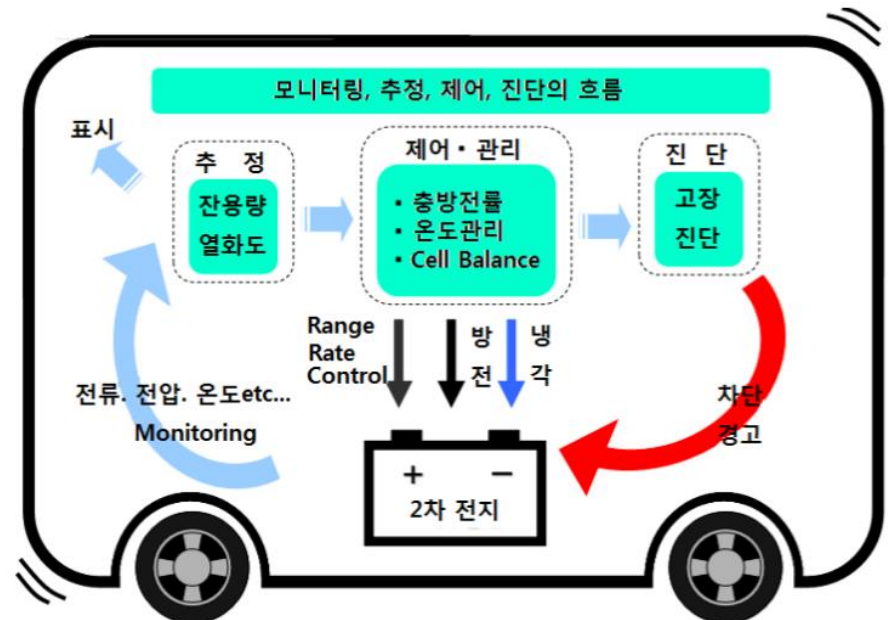 모니터링, 추정, 제어, 진단의 흐름
표시
추 정
잔용량
열화도
제어・관리
• 충방전률
• 온도관리
• Cell Balance
진 단
고장
진단
Range
Rate
Control
방
전
냉
각
전류. 전압. 온도etc...
Monitoring
차단
경고
+ −
2차 전지